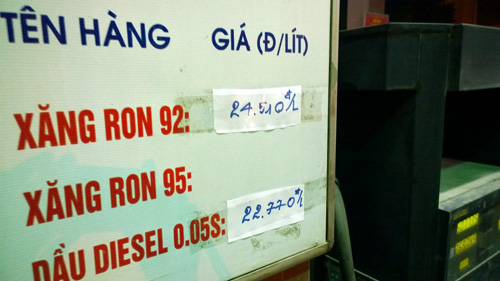 TÊN HÀNG GIÁ (Đ/LÍT)
XĂNG RON 92: 24.510đ/l
XĂNG RON 95:
DẦU DIESEL 0.05S: 22.770đ/l